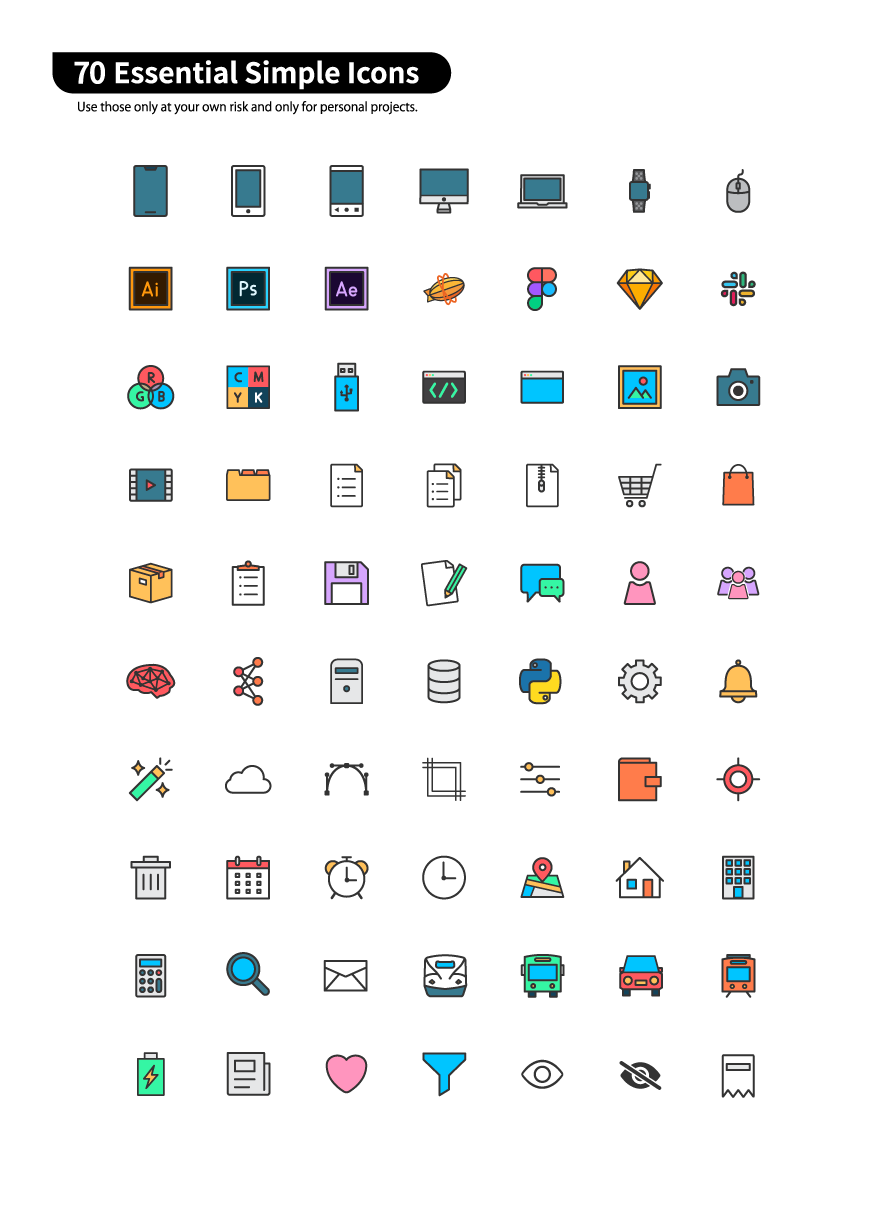 70 Essential Simple Icons
Use those only at your own risk and only for personal projects.
Ai Ps Ae
R
G B
C M
Y K
</>